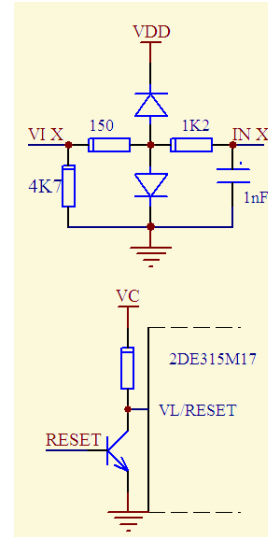 VDD
VI X
150
1K2
IN X
4K7
1nF
VC
2DE315M17
VL/RESET
RESET